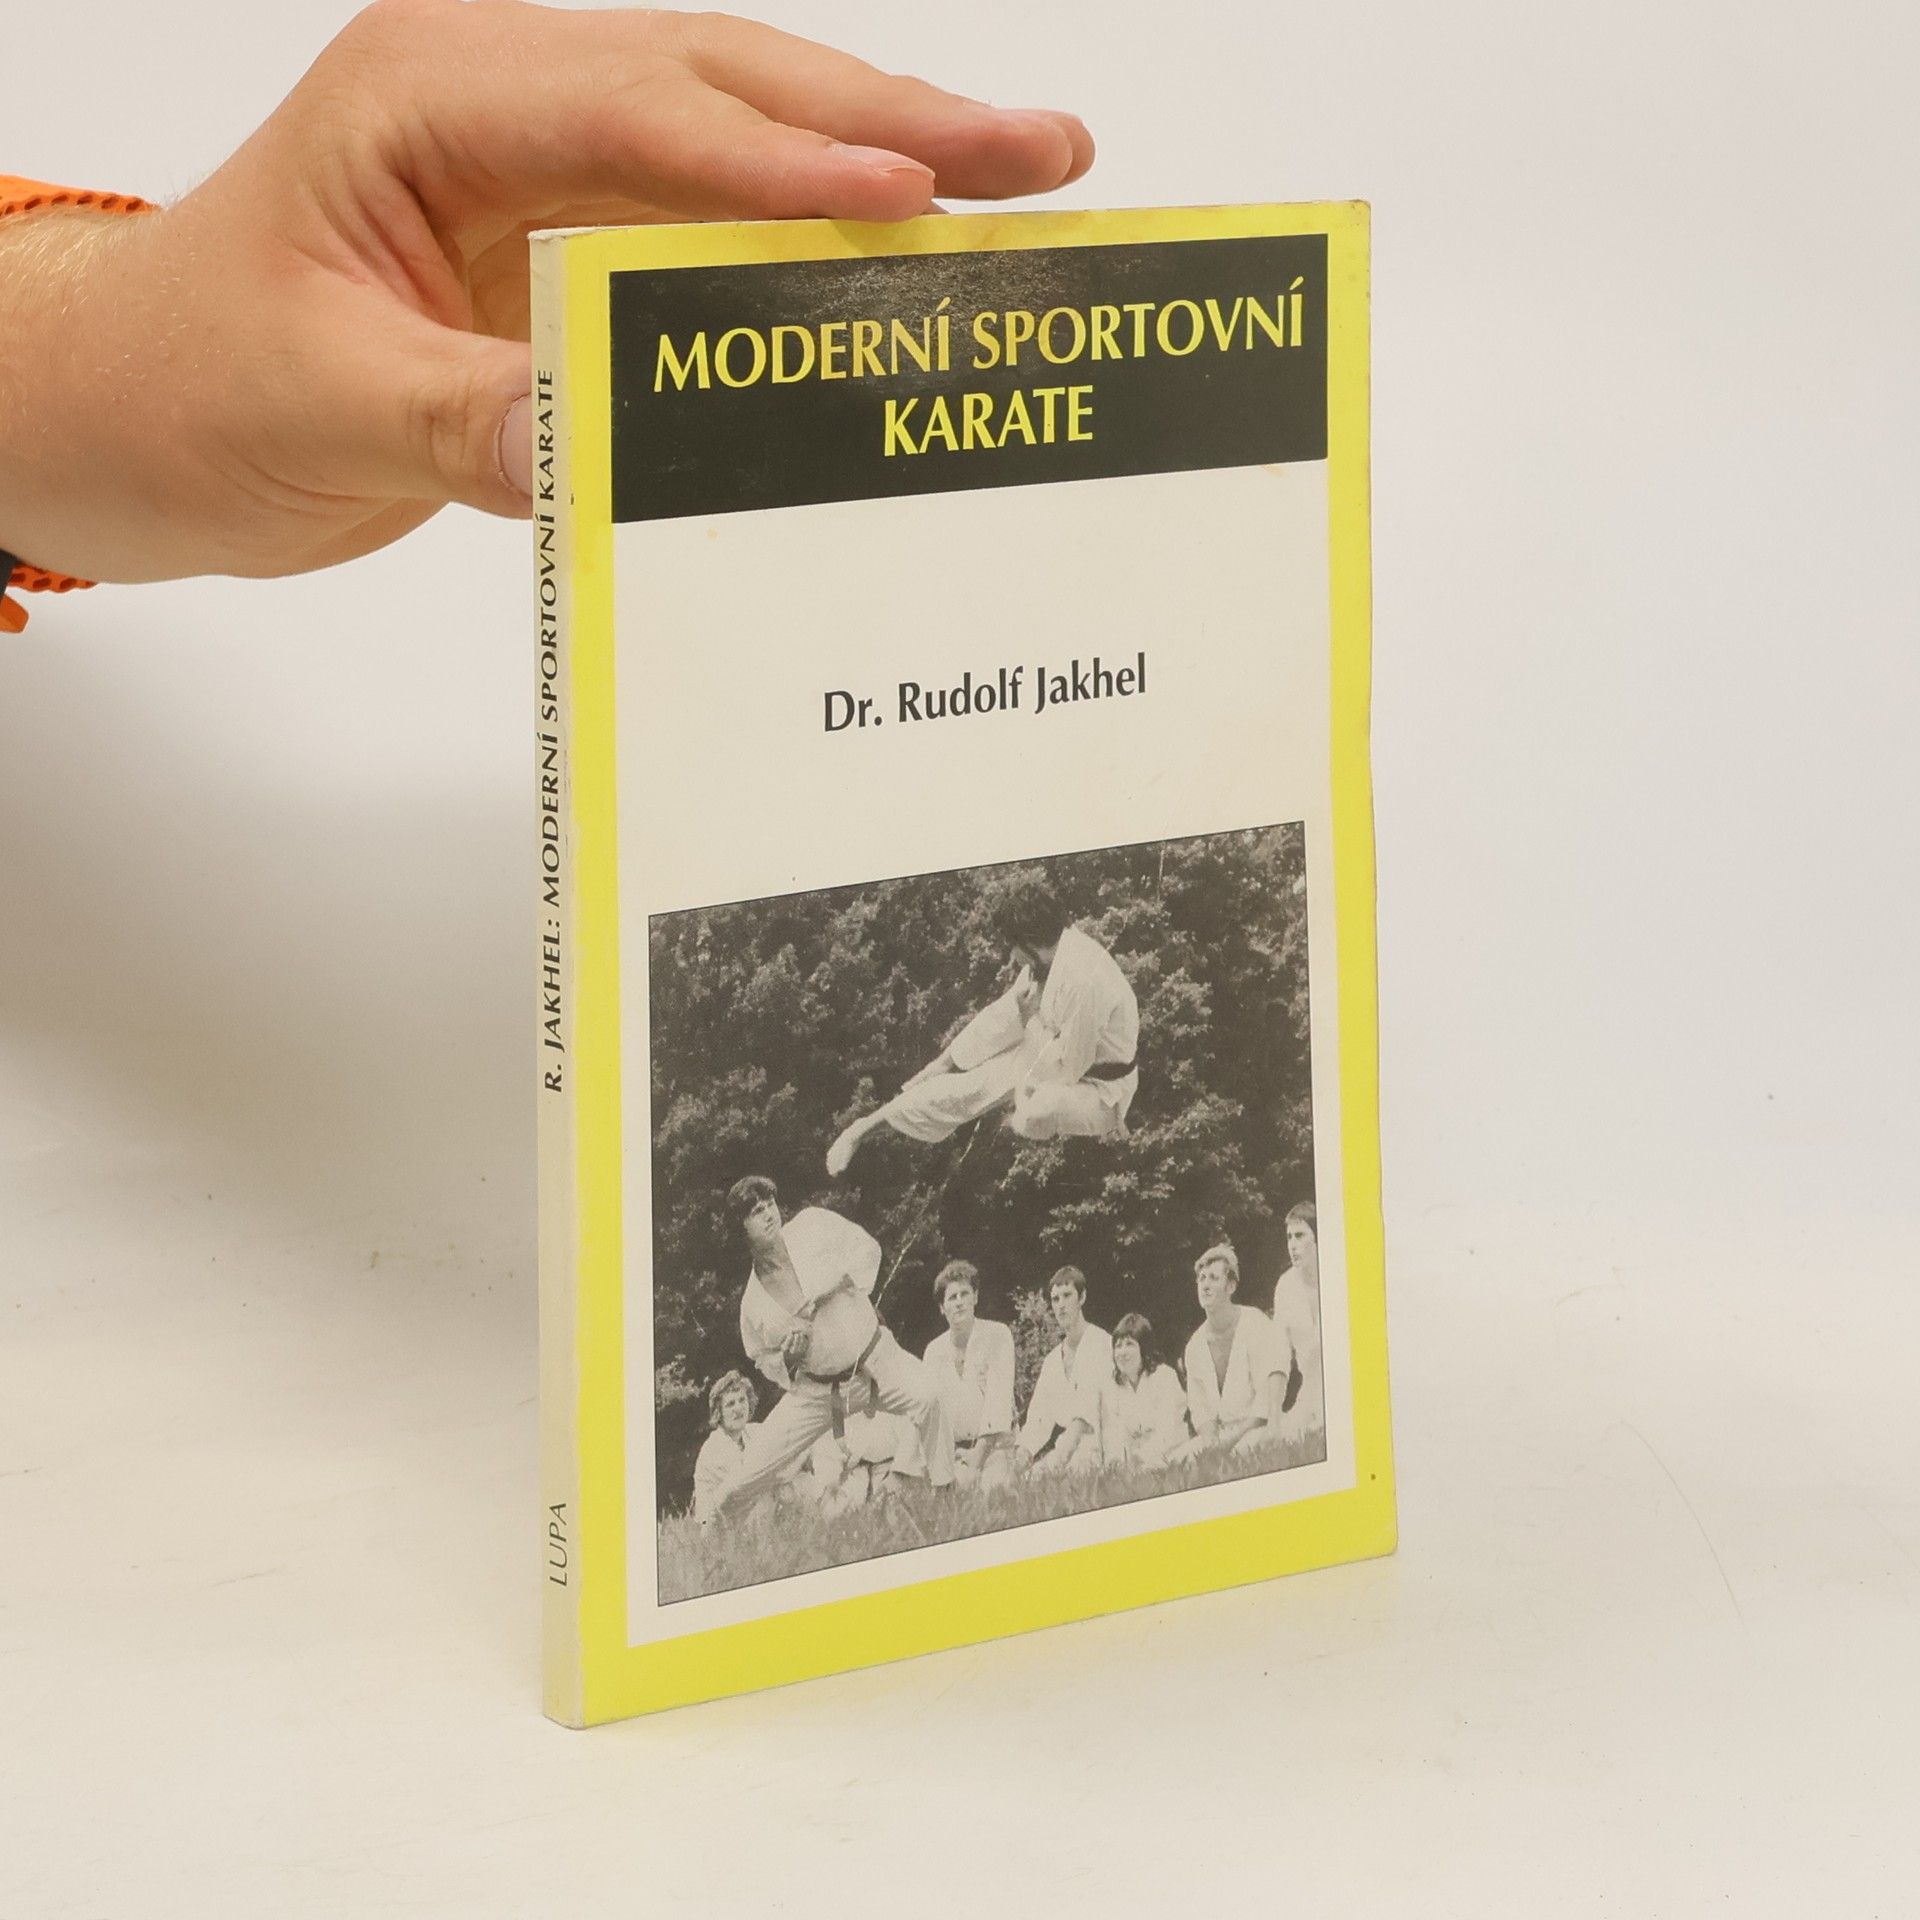 MODERNÍ SPORTOVNÍ
KARATE
Dr. Rudolf Jakhel
R. JAKHEL: MODERNÍ SPORTOVNÍ KARATE
LUPA